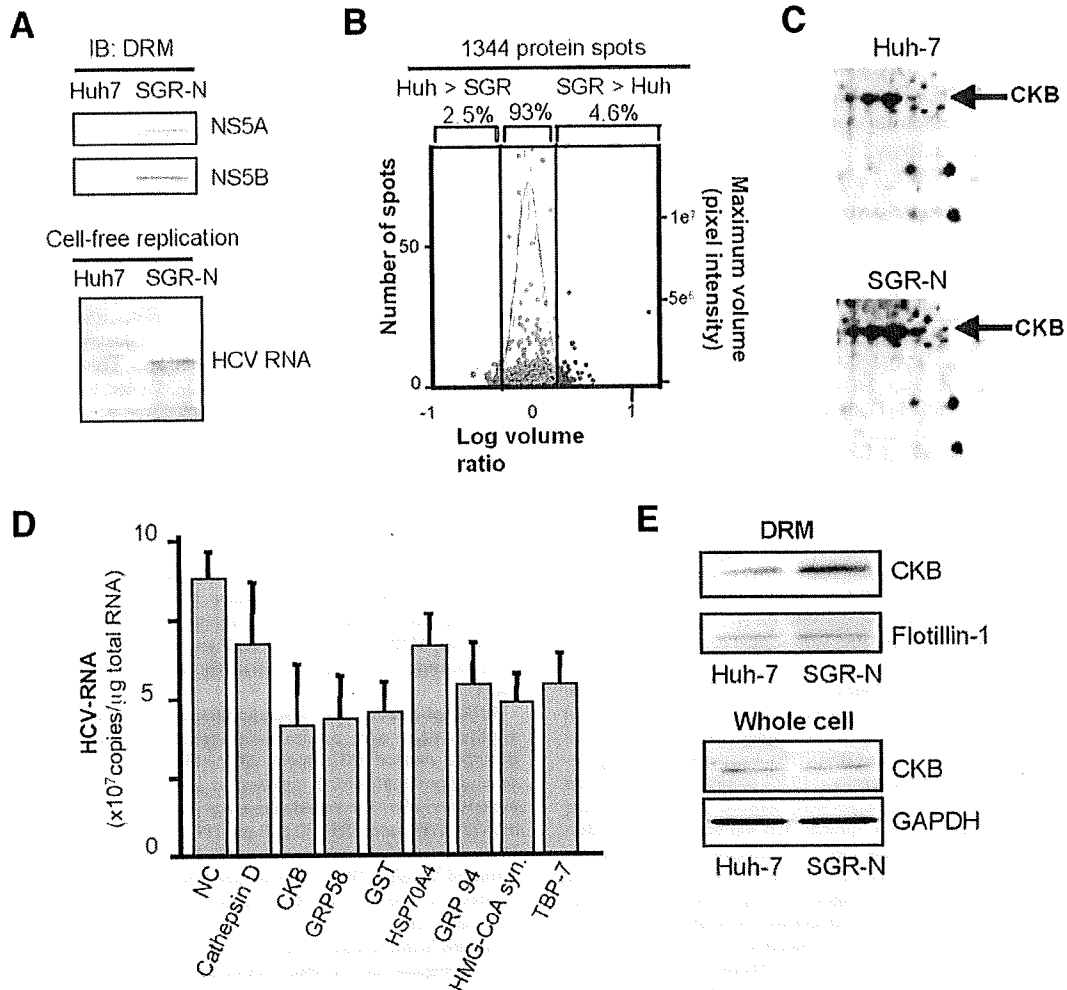 A
IB: DRM
Huh7 SGR-N
NS5A
NS5B
Cell-free replication
Huh7 SGR-N
HCV RNA
B
1344 protein spots
Huh > SGR SGR > Huh
2.5% 93% 4.6%
Number of spots
50
0
1e⁷
5e⁶
Maximum volume
(pixel intensity)
-1 0 1
Log volume
ratio
C
Huh-7
CKB
SGR-N
CKB
D
HCV-RNA
(x10⁷copies/µg total RNA)
10
5
0
NC
Cathepsin D
CKB
GRP58
GST
HSP70A4
GRP 94
HMG-CoA syn.
TBP-7
E
DRM
CKB
Flotillin-1
Huh-7 SGR-N
Whole cell
CKB
GAPDH
Huh-7 SGR-N